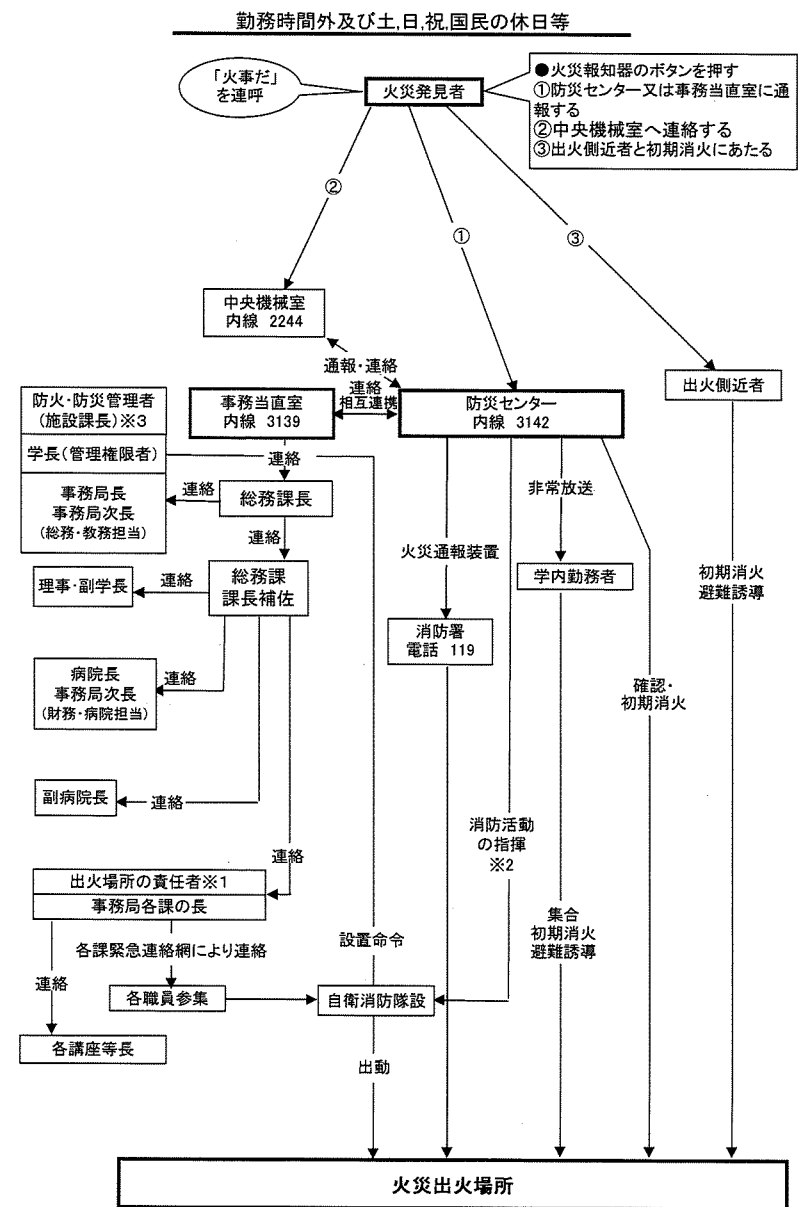 勤務時間外及び土,日,祝,国民の休日等
「火事だ」
を連呼
火災発見者
●火災報知器のボタンを押す
①防災センター又は事務当直室に通
報する
②中央機械室へ連絡する
③出火側近者と初期消火にあたる
②
①
③
中央機械室
内線 2244
通報・連絡
出火側近者
防火・防災管理者
(施設課長)※3
学長(管理権限者)
事務局長
事務局次長
(総務・教務担当)
事務当直室
内線 3139
連絡
相互連携
防災センター
内線 3142
連絡
連絡
総務課長
連絡
理事・副学長
連絡
総務課
課長補佐
火災通報装置
非常放送
学内勤務者
初期消火
避難誘導
消防署
電話 119
病院長
事務局次長
(財務・病院担当)
連絡
確認・
初期消火
副病院長
連絡
消防活動
の指揮
※2
連絡
出火場所の責任者※1
事務局各課の長
設置命令
集合
初期消火
避難誘導
各課緊急連絡網により連絡
連絡
各職員参集
自衛消防隊設
各講座等長
出動
火災出火場所